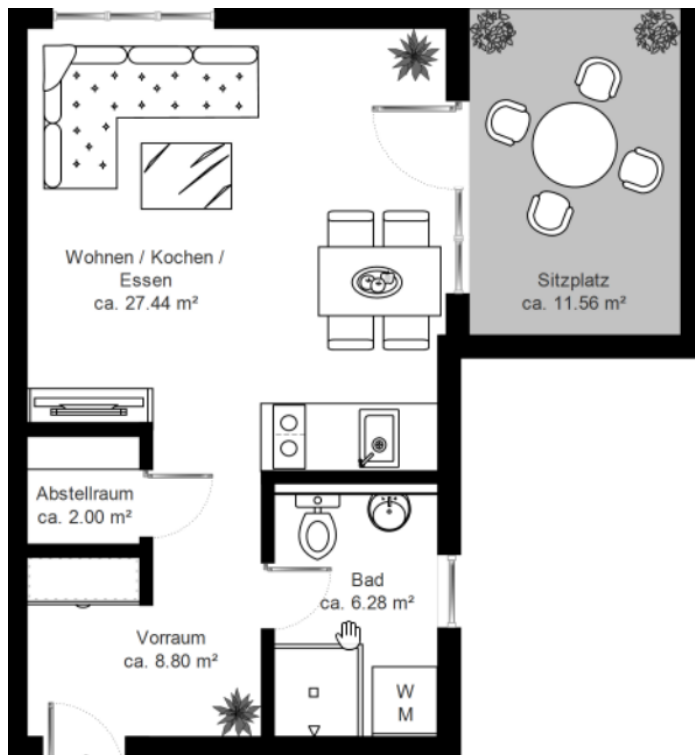 Wohnen / Kochen /
Essen
ca. 27.44 m²
Sitzplatz
ca. 11.56 m²
Abstellraum
ca. 2.00 m²
Bad
ca. 6.28 m²
Vorraum
ca. 8.80 m²
W
M